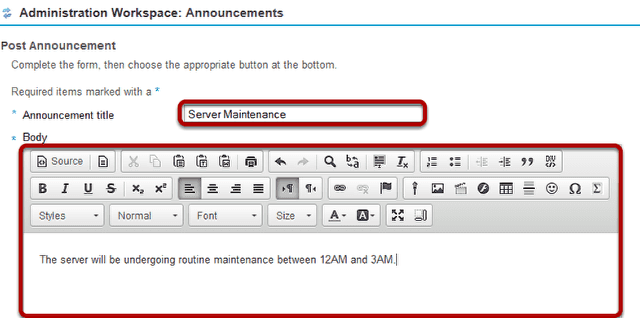 Administration Workspace: Announcements
Post Announcement
Complete the form, then choose the appropriate button at the bottom.
Required items marked with a *
* Announcement title Server Maintenance
* Body
Source
B I U S x₂ x² ¶ ¶ Ω Σ
Styles Normal Font Size A A
The server will be undergoing routine maintenance between 12AM and 3AM.